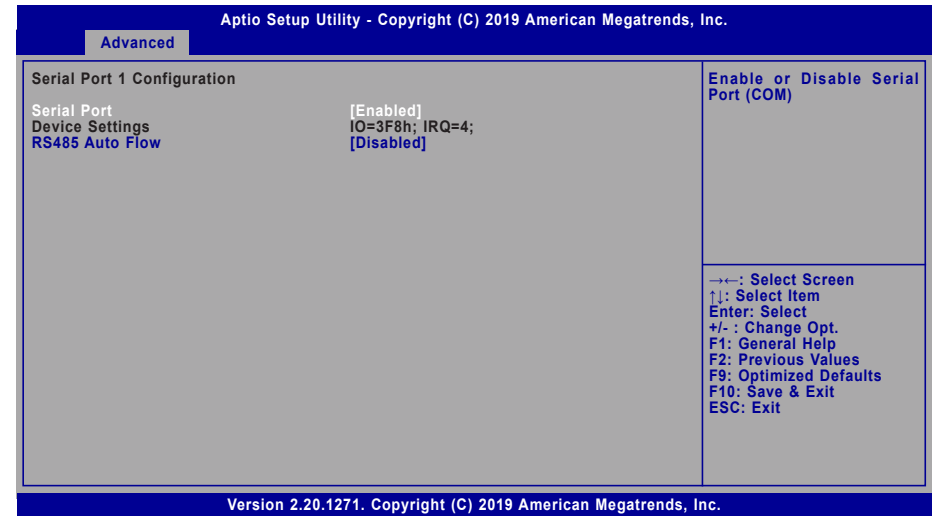 Aptio Setup Utility - Copyright (C) 2019 American Megatrends, Inc.
Advanced
Serial Port 1 Configuration
Serial Port [Enabled]
Device Settings IO=3F8h; IRQ=4;
RS485 Auto Flow [Disabled]
Enable or Disable Serial
Port (COM)
→←: Select Screen
↑↓: Select Item
Enter: Select
+/- : Change Opt.
F1: General Help
F2: Previous Values
F9: Optimized Defaults
F10: Save & Exit
ESC: Exit
Version 2.20.1271. Copyright (C) 2019 American Megatrends, Inc.